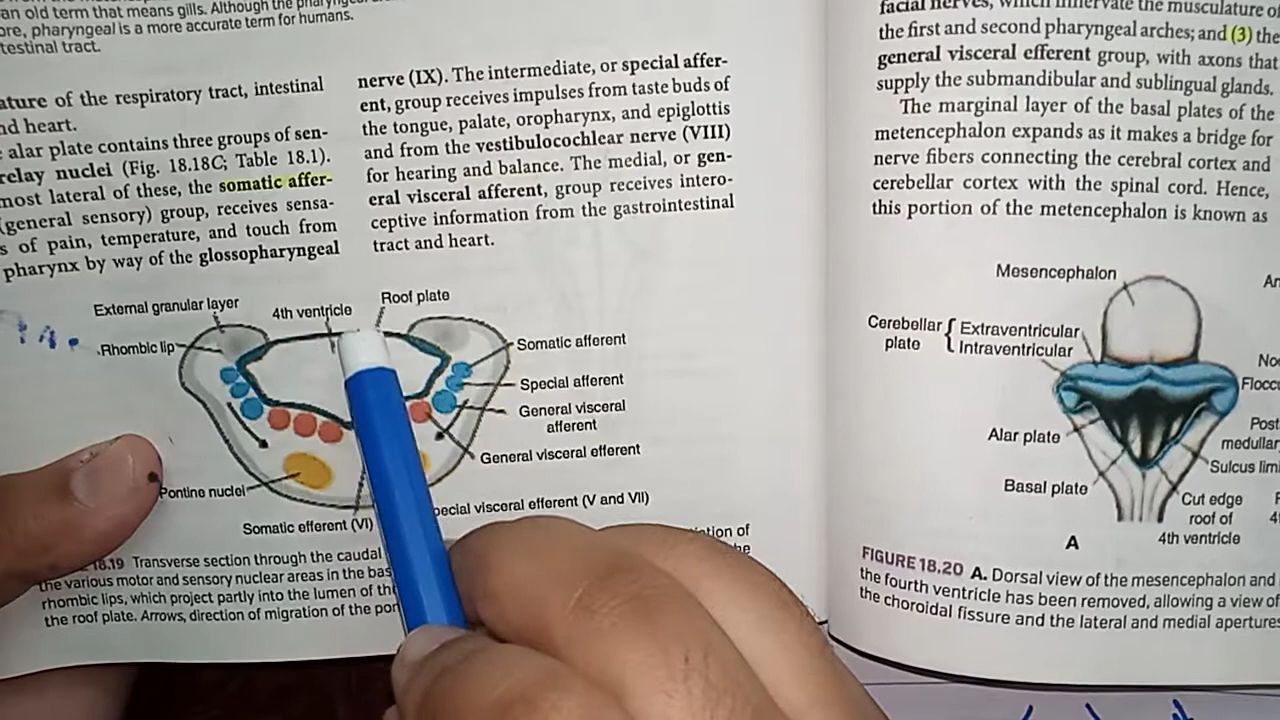 an old term that means gills. Although the
ore, pharyngeal is a more accurate term for humans.
testinal tract.
ature of the respiratory tract, intestinal
nd heart.
alar plate contains three groups of sen-
relay nuclei (Fig. 18.18C; Table 18.1).
most lateral of these, the somatic affer-
(general sensory) group, receives sensa-
s of pain, temperature, and touch from
pharynx by way of the glossopharyngeal
nerve (IX). The intermediate, or special affer-
ent, group receives impulses from taste buds of
the tongue, palate, oropharynx, and epiglottis
and from the vestibulocochlear nerve (VIII)
for hearing and balance. The medial, or gen-
eral visceral afferent, group receives intero-
ceptive information from the gastrointestinal
tract and heart.
External granular layer
4th ventricle
Roof plate
Rhombic lip
Somatic afferent
Special afferent
General visceral
afferent
General visceral efferent
Pontine nuclei
pecial visceral efferent (V and VII)
Somatic efferent (VI)
18.19 Transverse section through the caudal
the various motor and sensory nuclear areas in the bas
rhombic lips, which project partly into the lumen of th
the roof plate. Arrows, direction of migration of the pon
facial nerves, which innervate the musculature of
the first and second pharyngeal arches; and (3) the
general visceral efferent group, with axons that
supply the submandibular and sublingual glands.
The marginal layer of the basal plates of the
metencephalon expands as it makes a bridge for
nerve fibers connecting the cerebral cortex and
cerebellar cortex with the spinal cord. Hence,
this portion of the metencephalon is known as
Mesencephalon
Cerebellar
plate
Extraventricular
Intraventricular
Alar plate
Basal plate
Flocc
Post
medullar
Sulcus lim
Cut edge
roof of
4th ventricle
A
FIGURE 18.20 A. Dorsal view of the mesencephalon and
the fourth ventricle has been removed, allowing a view of
the choroidal fissure and the lateral and medial apertures